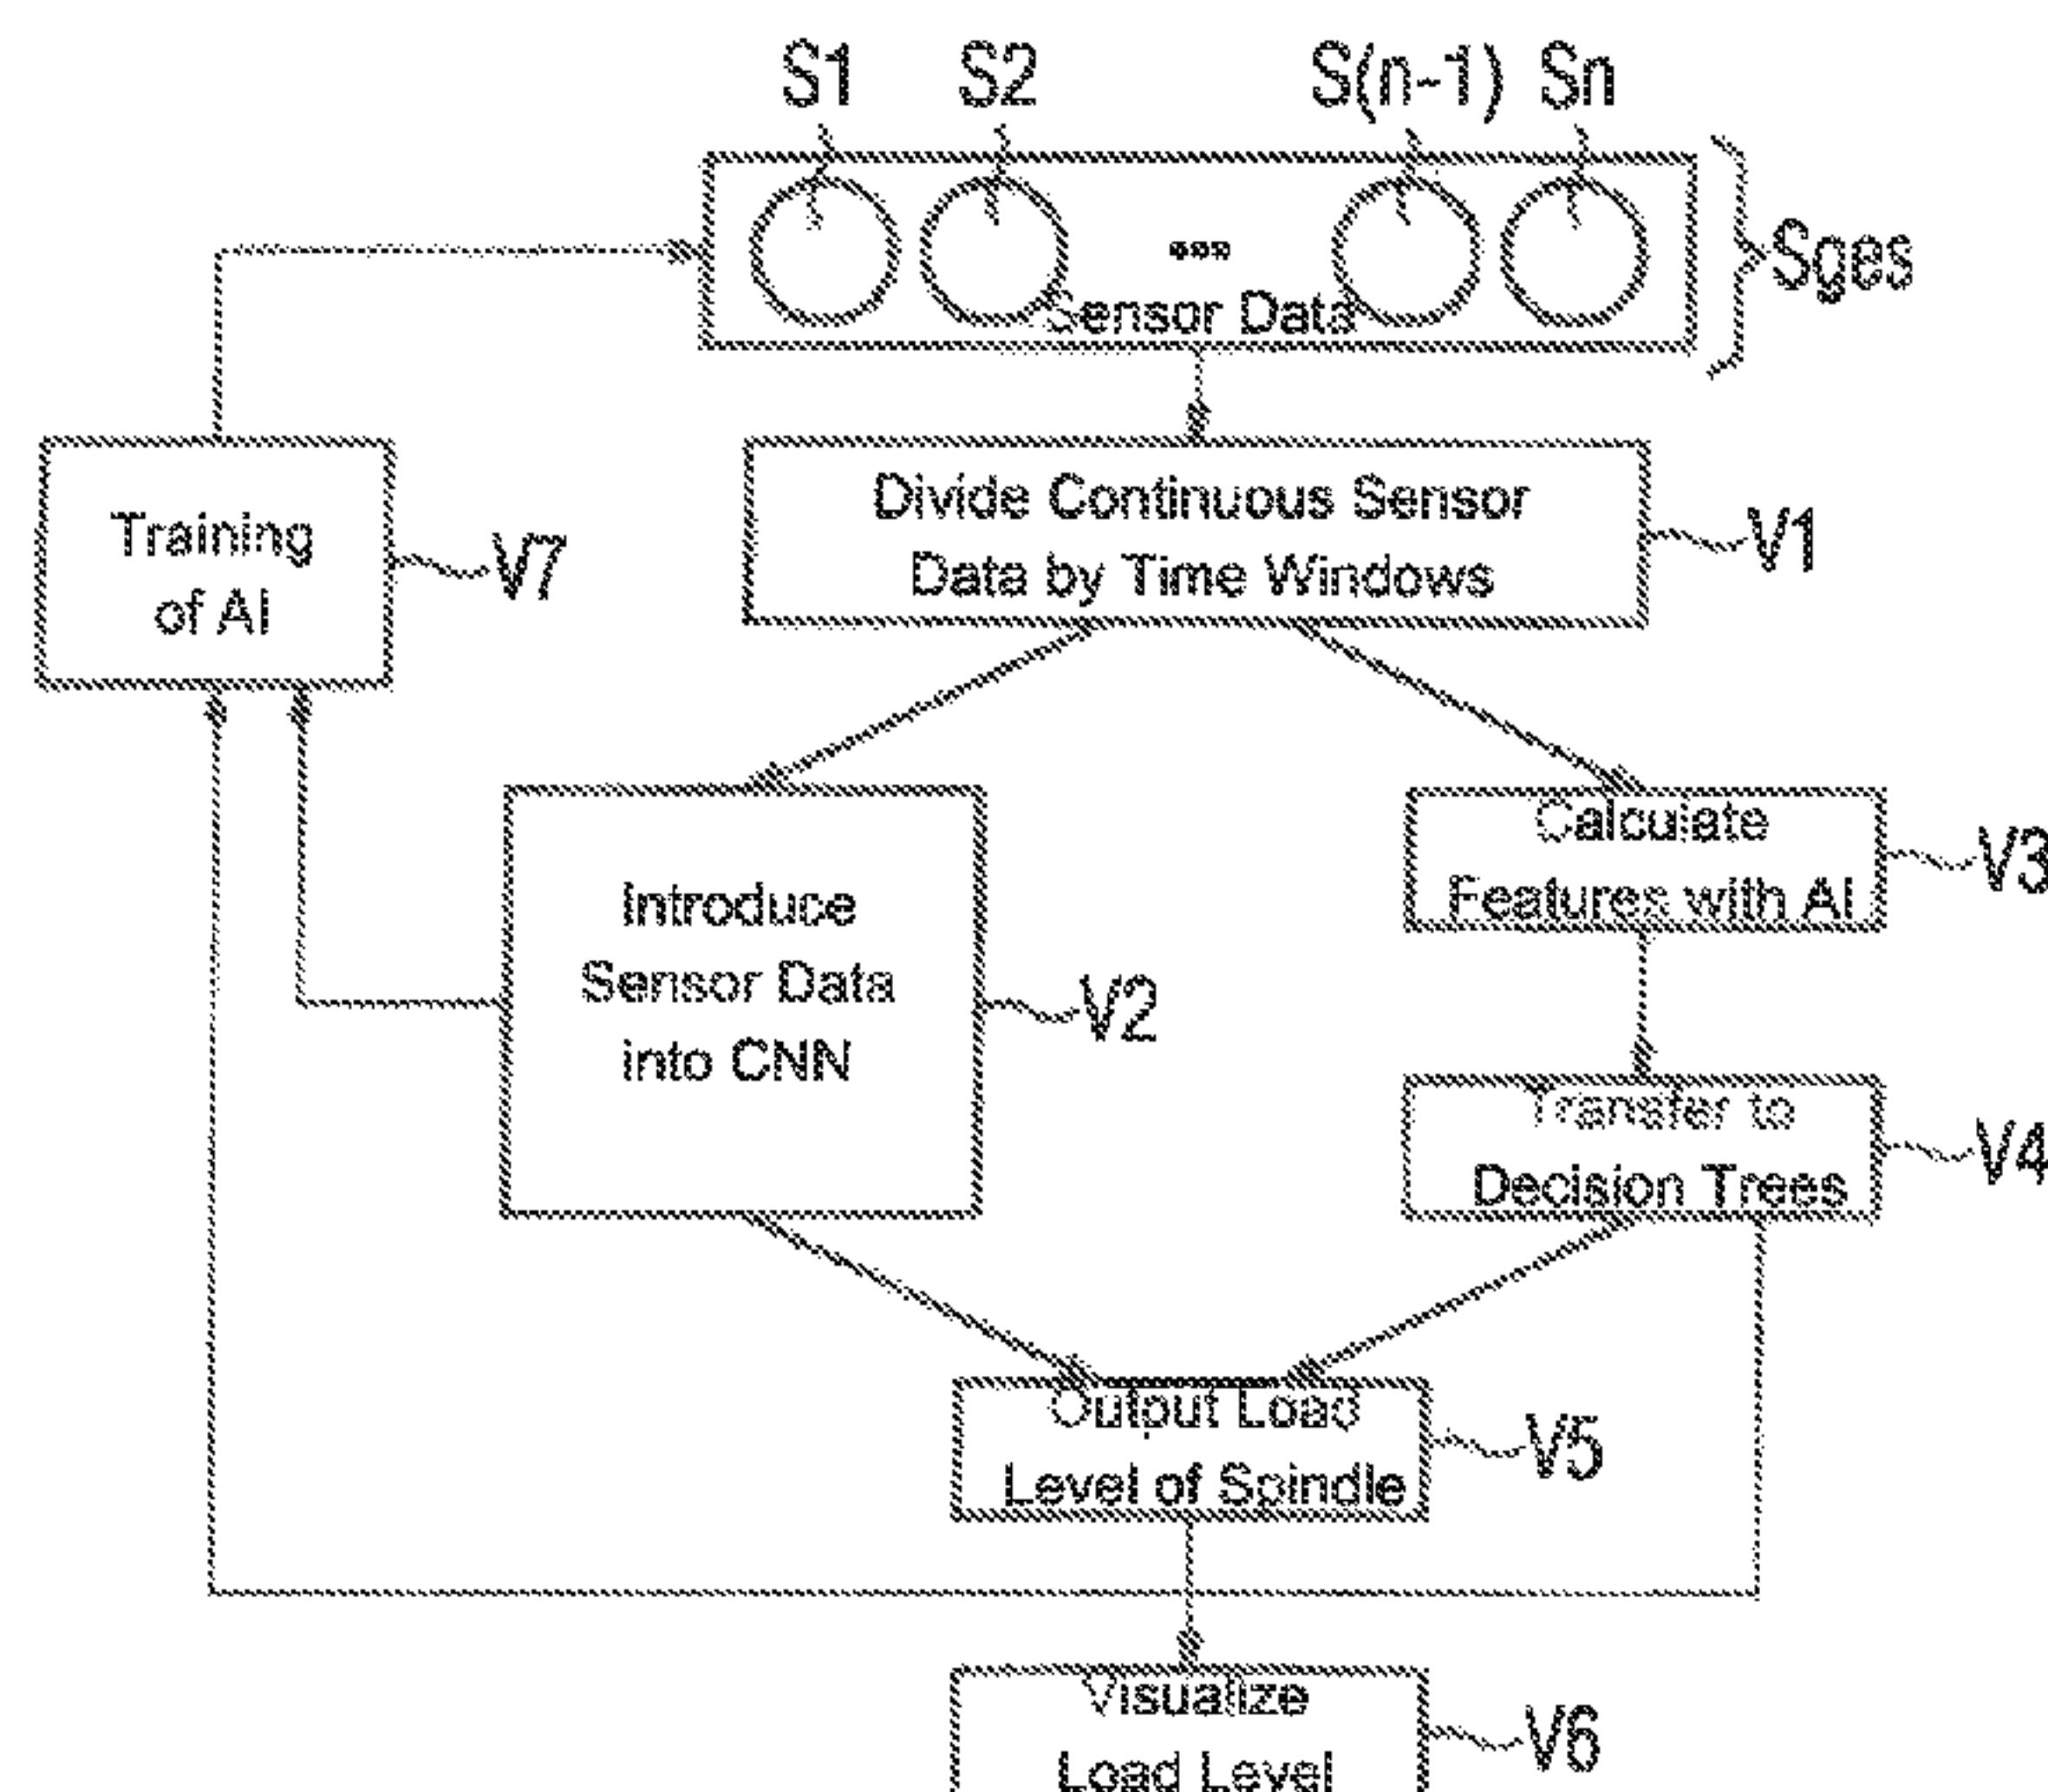 S1 S2 S(n-1) Sn
...
Sensor Data
Sges
Training
of AI
V7
Divide Continuous Sensor
Data by Time Windows
V1
Introduce
Sensor Data
into CNN
V2
Calculate
Features with AI
V3
Transfer to
Decision Trees
V4
Output Load
Level of Spindle
V5
Visualize
Load Level
V6